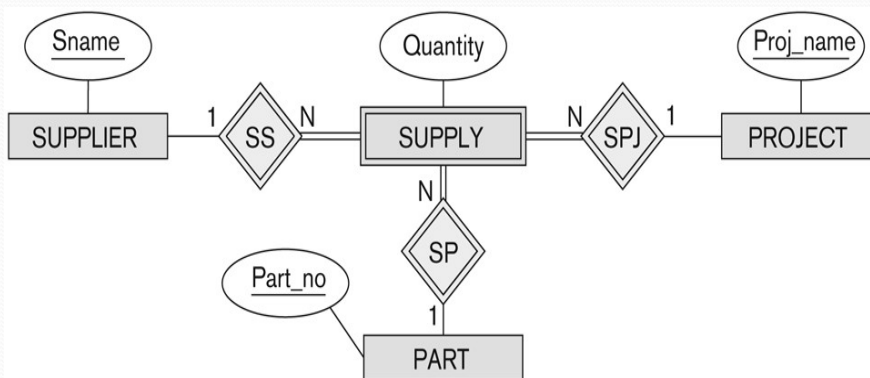 Sname
Quantity
Proj_name
1
N
N
1
SUPPLIER
SS
SUPPLY
SPJ
PROJECT
N
SP
Part_no
1
PART